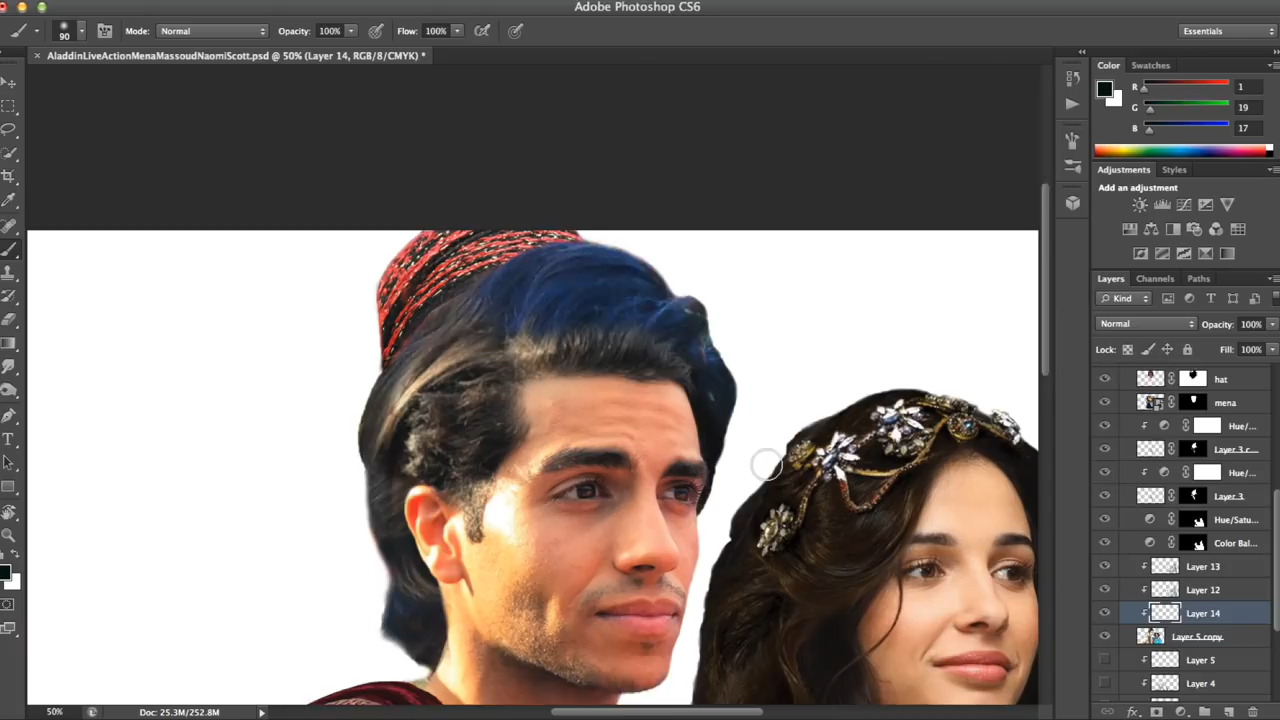 Adobe Photoshop CS6
90 Mode: Normal Opacity: 100% Flow: 100% Essentials
× AladdinLiveActionMenaMassoudNaomiScott.psd @ 50% (Layer 14, RGB/8/CMYK) *
Color Swatches
R 1
G 19
B 17
Adjustments Styles
Add an adjustment
Layers Channels Paths
Kind
Normal Opacity: 100%
Lock: Fill: 100%
hat
mena
Hue/...
Layer 3 c...
Hue/...
Layer 3
Hue/Satu...
Color Bal...
Layer 13
Layer 12
Layer 14
Layer 5 copy
Layer 5
Layer 4
50% Doc: 25.3M/252.8M